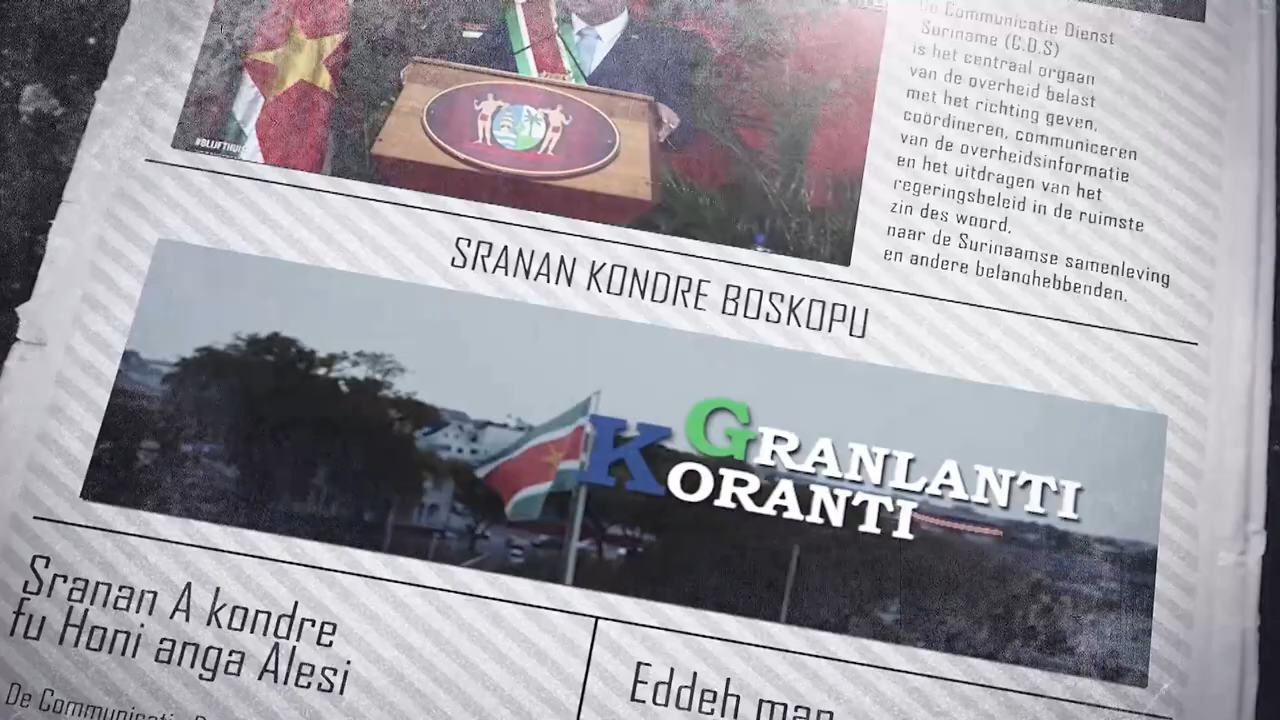 De Communicatie Dienst
Suriname (C.D.S)
is het centraal orgaan
van de overheid belast
met het richting geven,
coördineren, communiceren
van de overheidsinformatie
en het uitdragen van het
regeringsbeleid in de ruimste
zin des woord,
naar de Surinaamse samenleving
en andere belanghebbenden.
SRANAN KONDRE BOSKOPU
GRANLANTI
KORANTI
Sranan A kondre
fu Honi anga Alesi
De Communicatie
Eddeh man